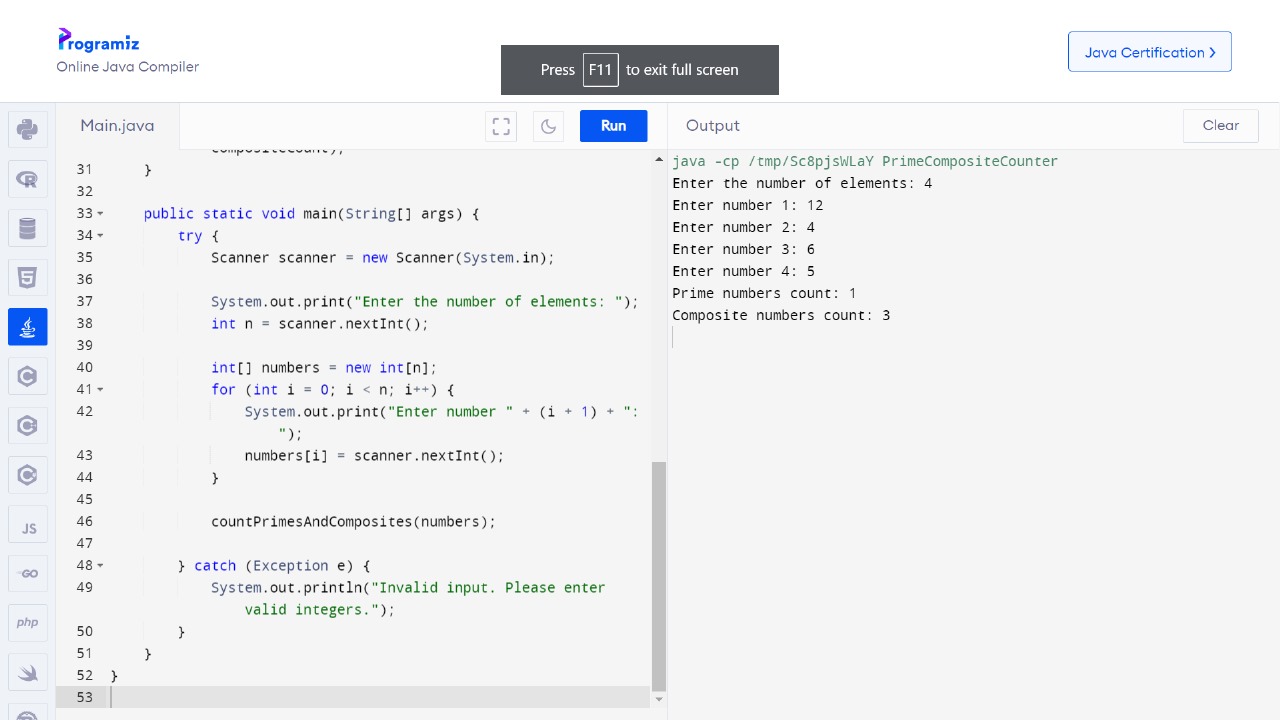 Programiz
Online Java Compiler
Press F11 to exit full screen
Java Certification
Main.java
Run
Output
Clear
compositeCount);
31 }
32
33 public static void main(String[] args) {
34 try {
35 Scanner scanner = new Scanner(System.in);
36
37 System.out.print("Enter the number of elements: ");
38 int n = scanner.nextInt();
39
40 int[] numbers = new int[n];
41 for (int i = 0; i < n; i++) {
42 System.out.print("Enter number " + (i + 1) + ":
");
43 numbers[i] = scanner.nextInt();
44 }
45
46 countPrimesAndComposites(numbers);
47
48 } catch (Exception e) {
49 System.out.println("Invalid input. Please enter
valid integers.");
50 }
51 }
52 }
53
java -cp /tmp/Sc8pjsWLaY PrimeCompositeCounter
Enter the number of elements: 4
Enter number 1: 12
Enter number 2: 4
Enter number 3: 6
Enter number 4: 5
Prime numbers count: 1
Composite numbers count: 3
R
5
C
C
C
JS
GO
php